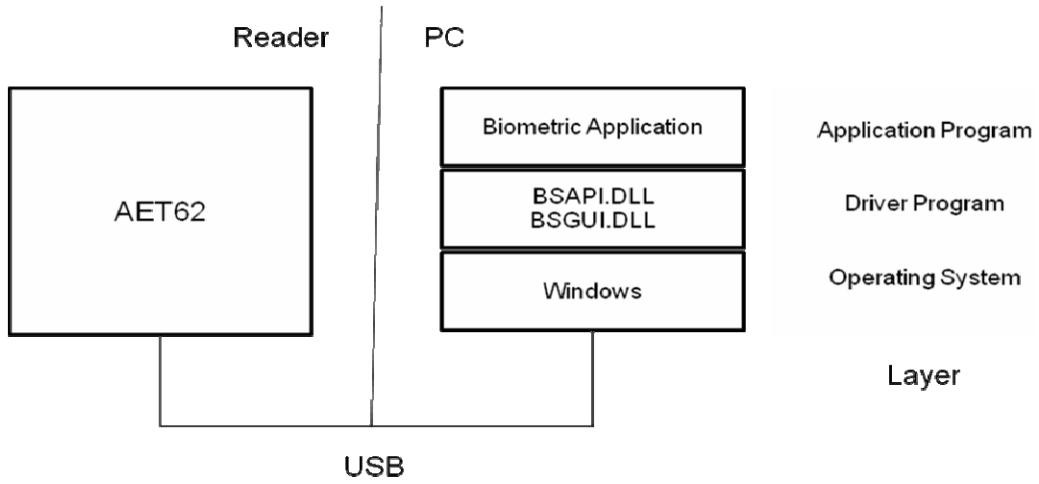 Reader
PC
AET62
Biometric Application
Application Program
BSAPI.DLL
BSGUI.DLL
Driver Program
Windows
Operating System
Layer
USB